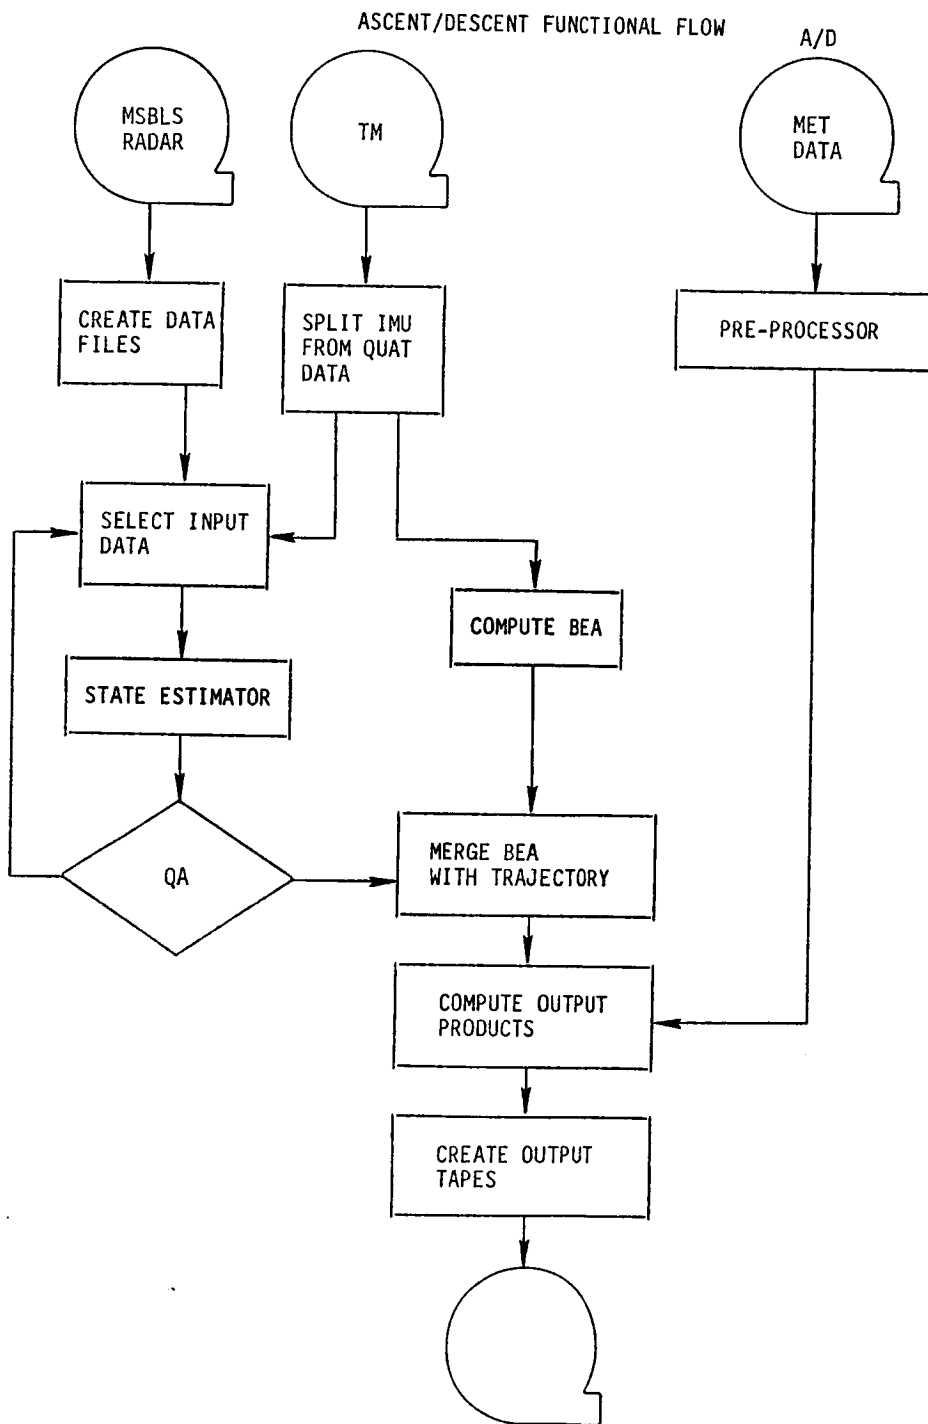 ASCENT/DESCENT FUNCTIONAL FLOW
A/D
MSBLS
RADAR
TM
MET
DATA
CREATE DATA
FILES
SPLIT IMU
FROM QUAT
DATA
PRE-PROCESSOR
SELECT INPUT
DATA
COMPUTE BEA
STATE ESTIMATOR
QA
MERGE BEA
WITH TRAJECTORY
COMPUTE OUTPUT
PRODUCTS
CREATE OUTPUT
TAPES